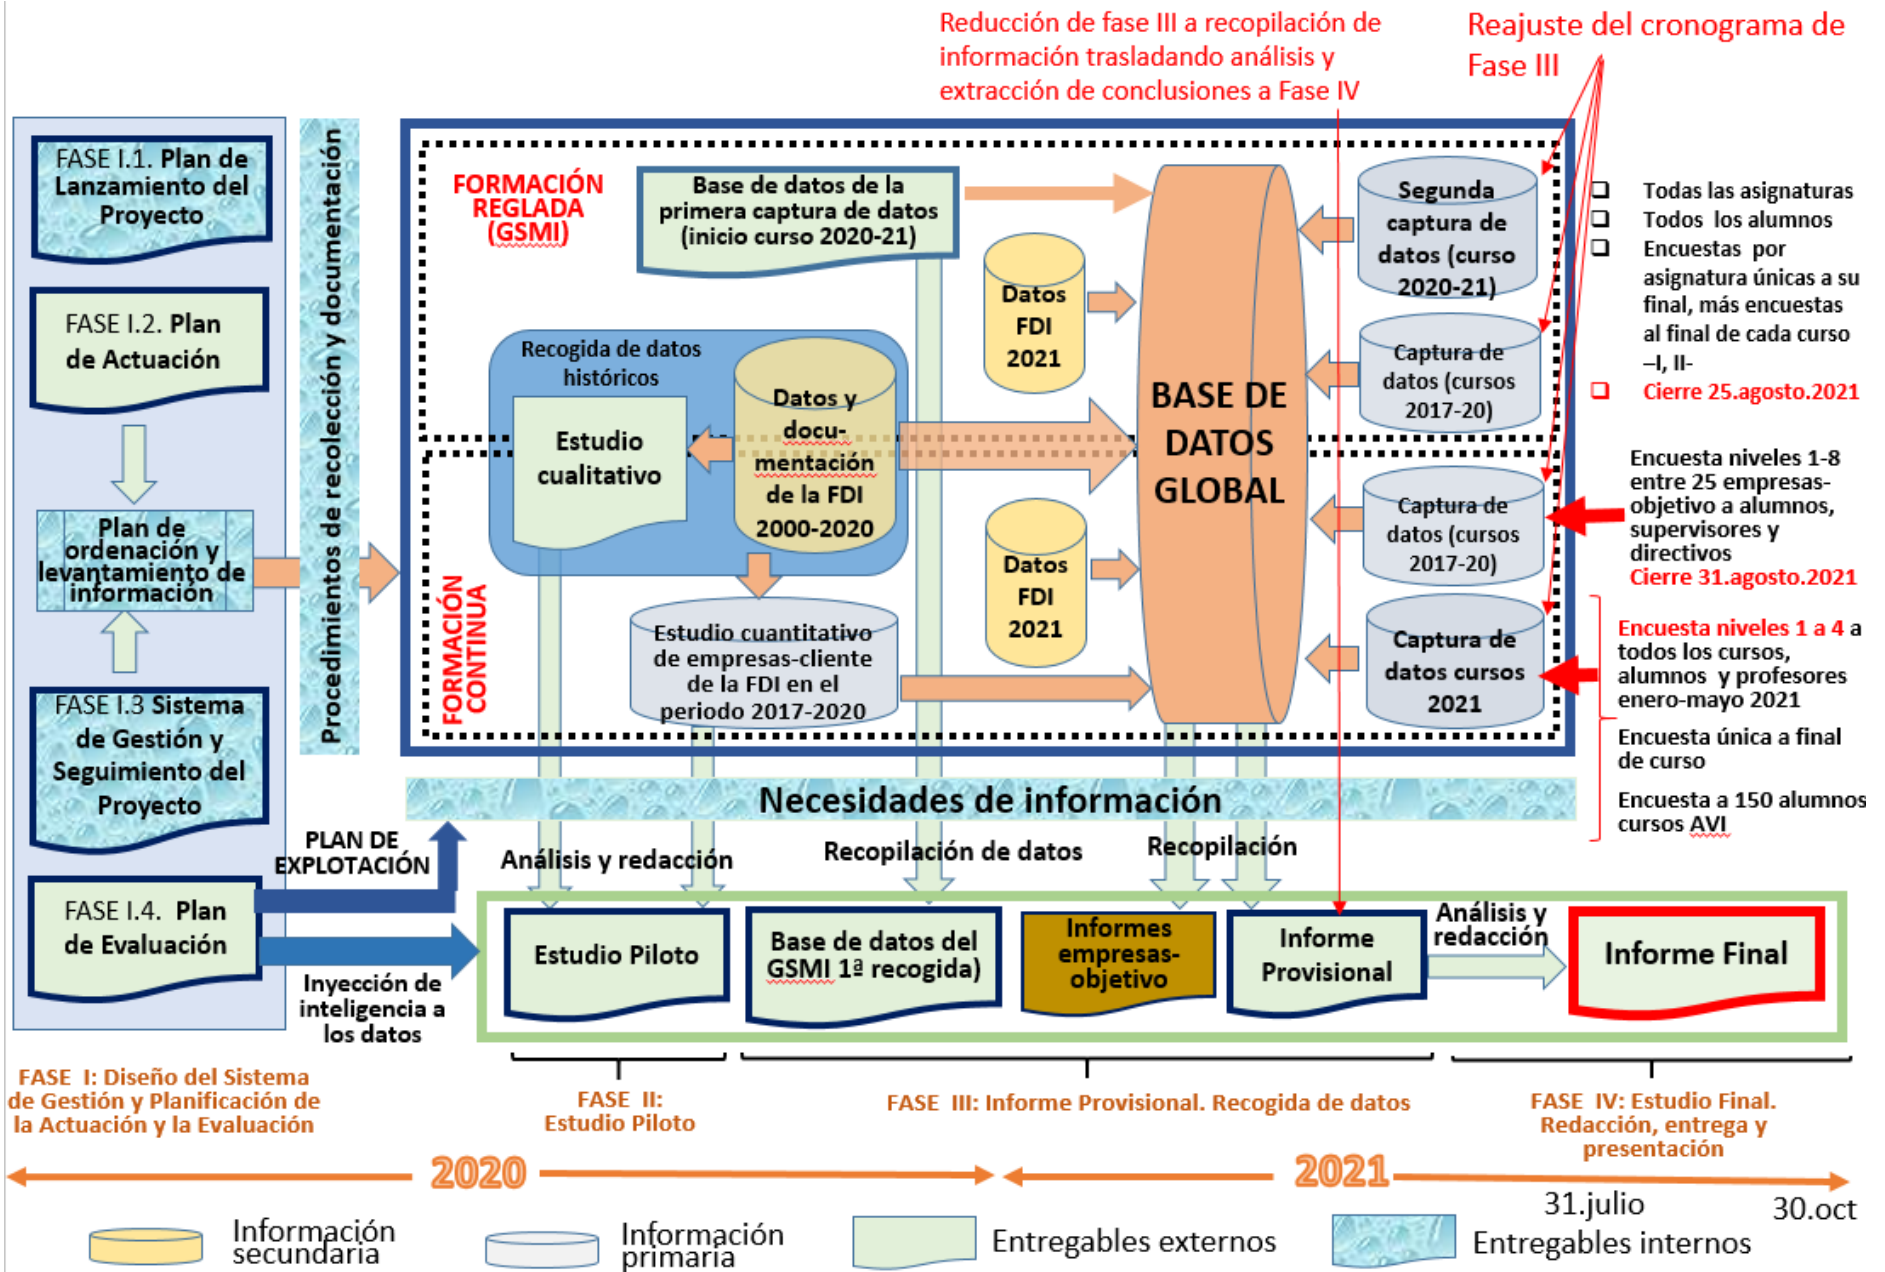 Reducción de fase III a recopilación de
información trasladando análisis y
extracción de conclusiones a Fase IV
Reajuste del cronograma de
Fase III
FASE I.1. Plan de
Lanzamiento del
Proyecto
FASE I.2. Plan
de Actuación
Plan de
ordenación y
levantamiento de
información
FASE I.3 Sistema
de Gestión y
Seguimiento del
Proyecto
FASE I.4. Plan
de Evaluación
Procedimientos de recolección y documentación
FORMACIÓN
REGLADA
(GSMI)
Base de datos de la
primera captura de datos
(inicio curso 2020-21)
Recogida de datos
históricos
Estudio
cualitativo
Datos y
docu-
mentación
de la FDI
2000-2020
Datos
FDI
2021
BASE DE
DATOS
GLOBAL
Segunda
captura de
datos (curso
2020-21)
Captura de
datos (cursos
2017-20)
❑ Todas las asignaturas
❑ Todos los alumnos
❑ Encuestas por
asignatura únicas a su
final, más encuestas
al final de cada curso
–I, II-
❑ Cierre 25.agosto.2021
FORMACIÓN
CONTINUA
Estudio cuantitativo
de empresas-cliente
de la FDI en el
periodo 2017-2020
Datos
FDI
2021
Captura de
datos (cursos
2017-20)
Captura de
datos cursos
2021
Encuesta niveles 1-8
entre 25 empresas-
objetivo a alumnos,
supervisores y
directivos
Cierre 31.agosto.2021
Encuesta niveles 1 a 4 a
todos los cursos,
alumnos y profesores
enero-mayo 2021
Encuesta única a final
de curso
Encuesta a 150 alumnos
cursos AVI
Necesidades de información
PLAN DE
EXPLOTACIÓN
Análisis y redacción
Recopilación de datos
Recopilación
Inyección de
inteligencia a
los datos
Estudio Piloto
Base de datos del
GSMI 1ª recogida)
Informes
empresas-
objetivo
Informe
Provisional
Análisis y
redacción
Informe Final
FASE I: Diseño del Sistema
de Gestión y Planificación de
la Actuación y la Evaluación
FASE II:
Estudio Piloto
FASE III: Informe Provisional. Recogida de datos
FASE IV: Estudio Final.
Redacción, entrega y
presentación
2020
2021
31.julio
30.oct
Información
secundaria
Información
primaria
Entregables externos
Entregables internos